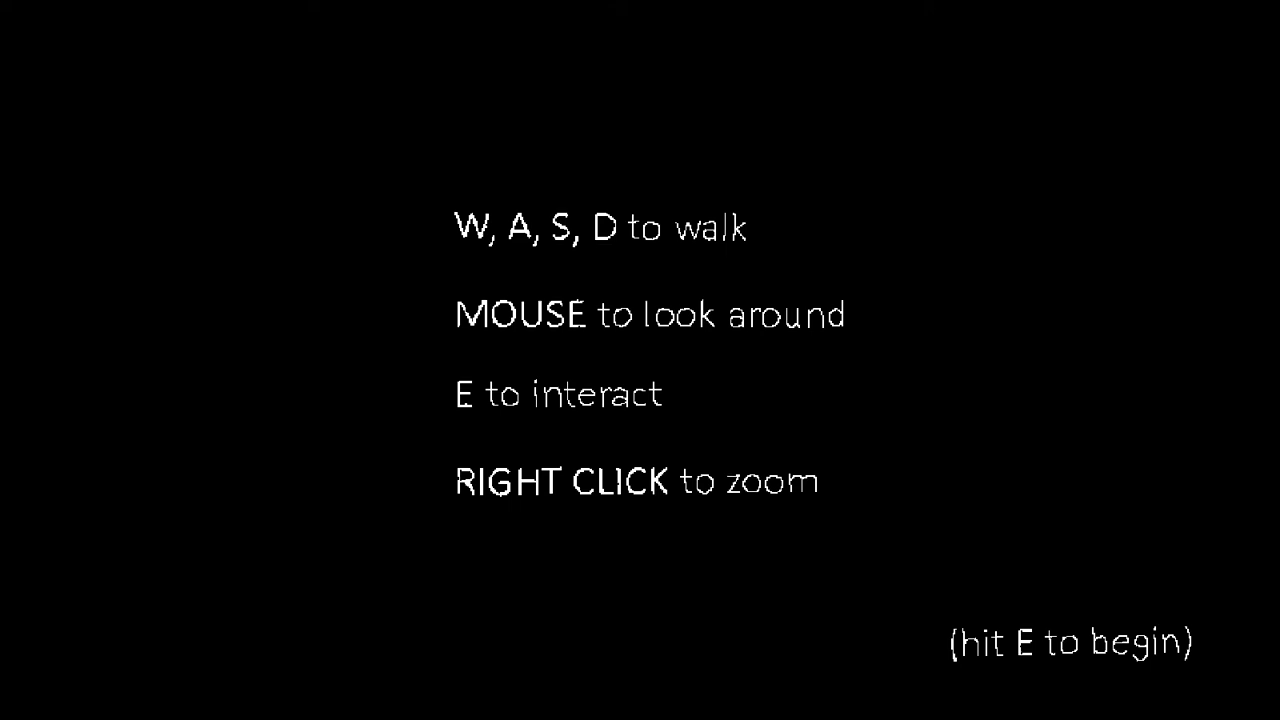 W, A, S, D to walk
MOUSE to look around
E to interact
RIGHT CLICK to zoom
(hit E to begin)